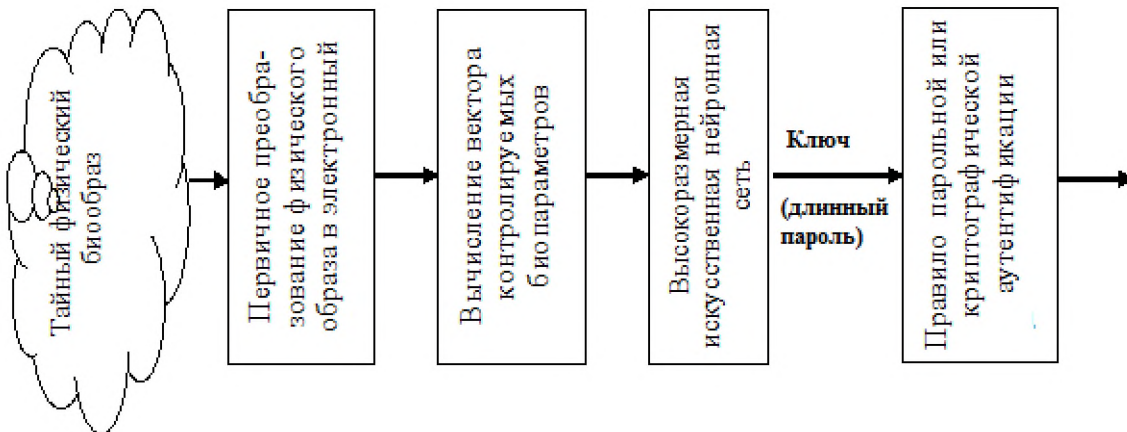 Тайный физический
биообраз
Первичное преобра-
зование физического
образа в электронный
Вычисление вектора
контролируемых
биопараметров
Высокоразмерная
искусственная нейронная
сеть
Ключ
(длинный
пароль)
Правило парольной или
криптографической
аутентификации